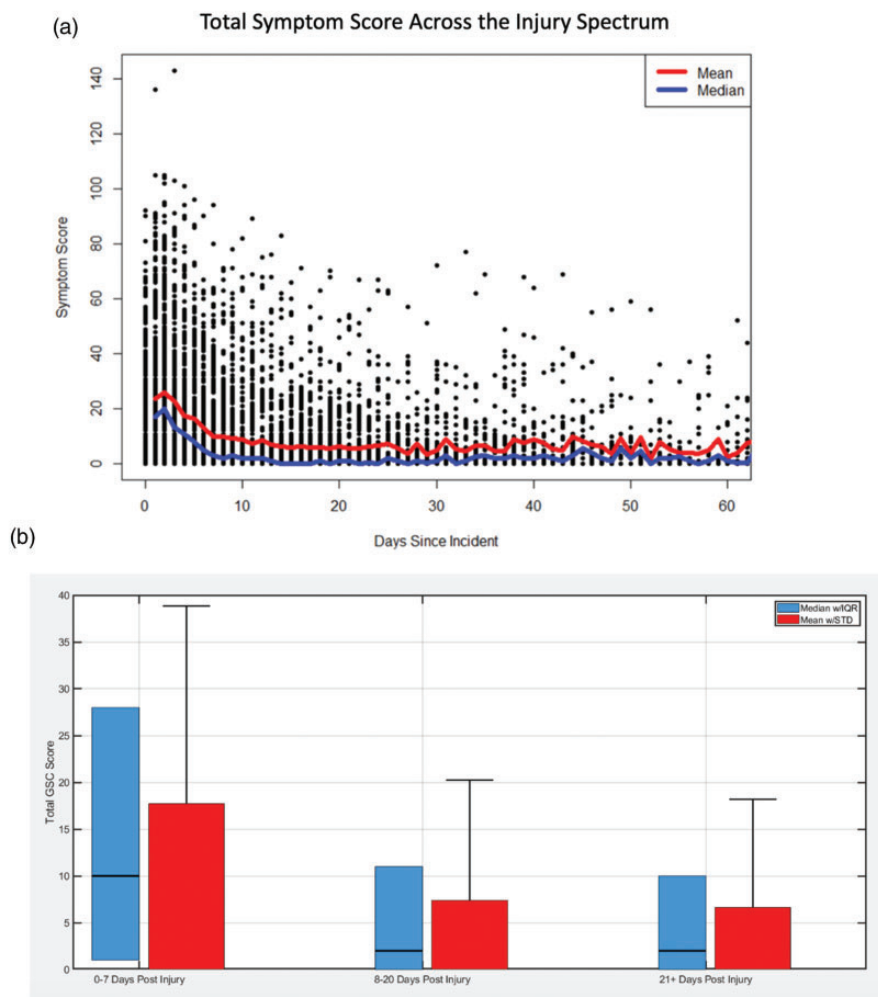 (a)
Total Symptom Score Across the Injury Spectrum
Mean
Median
Symptom Score
140
120
100
80
60
40
20
0
0 10 20 30 40 50 60
Days Since Incident
(b)
Median w/IQR
Mean w/STD
Total GSC Score
40
35
30
25
20
15
10
5
0
0-7 Days Post Injury 8-20 Days Post Injury 21+ Days Post Injury